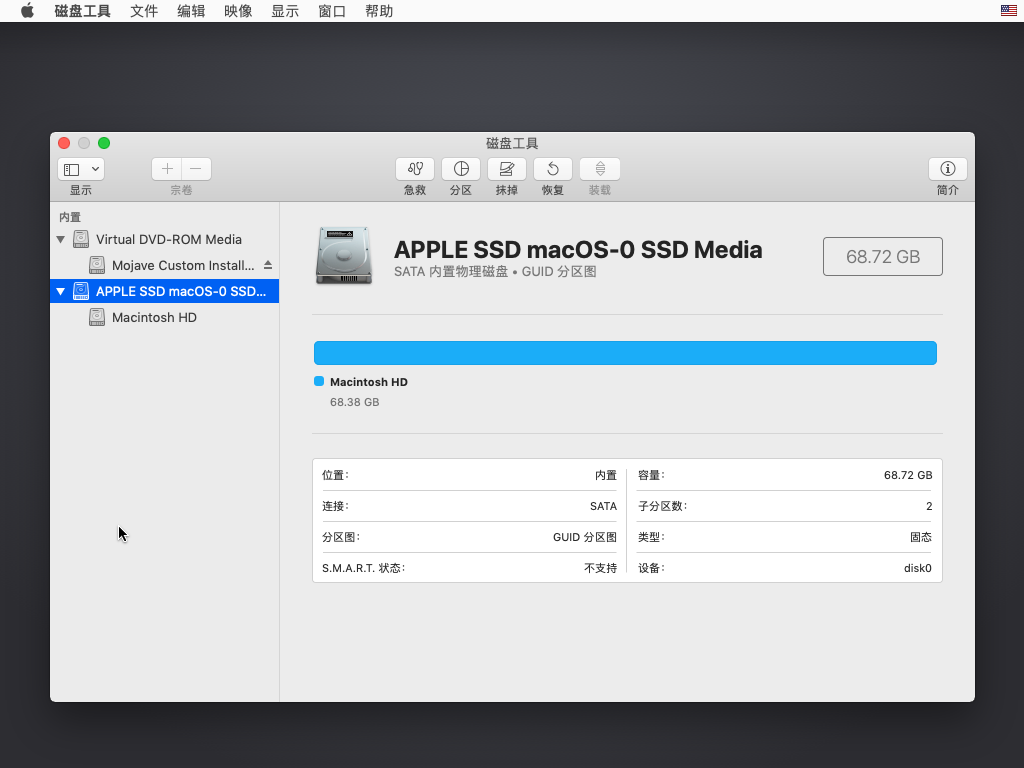 磁盘工具 文件 编辑 映像 显示 窗口 帮助
磁盘工具
显示 宗卷 急救 分区 抹掉 恢复 装载 简介
内置
Virtual DVD-ROM Media
Mojave Custom Install...
APPLE SSD macOS-0 SSD...
Macintosh HD
APPLE SSD macOS-0 SSD Media
SATA 内置物理磁盘 • GUID 分区图
68.72 GB
Macintosh HD
68.38 GB
位置: 内置 容量: 68.72 GB
连接: SATA 子分区数: 2
分区图: GUID 分区图 类型: 固态
S.M.A.R.T. 状态: 不支持 设备: disk0